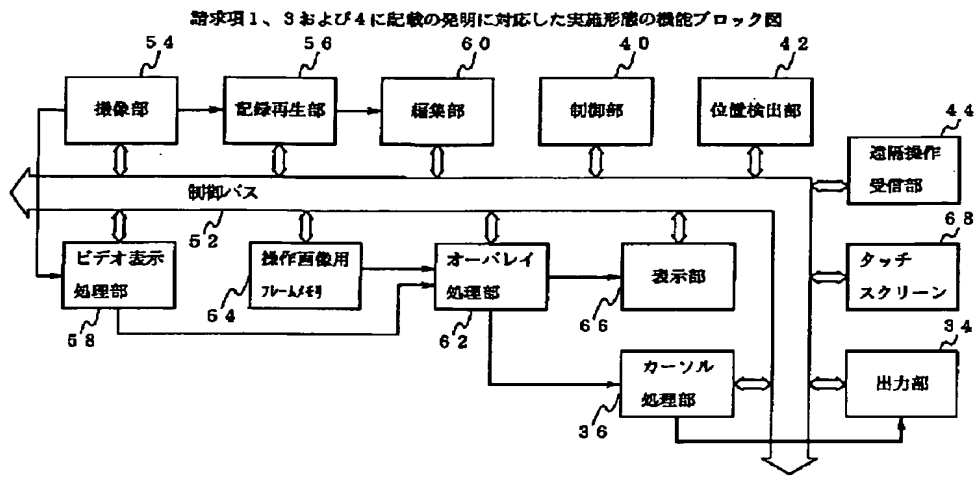 請求項１、３および４に記載の発明に対応した実施形態の機能ブロック図
５４
５６
６０
４０
４２
撮像部
記録再生部
編集部
制御部
位置検出部
４４
遠隔操作
受信部
制御バス
５２
６８
ビデオ表示
処理部
操作画像用
フレームメモリ
オーバレイ
処理部
表示部
タッチ
スクリーン
５８
６４
６２
６６
３４
カーソル
処理部
出力部
３６